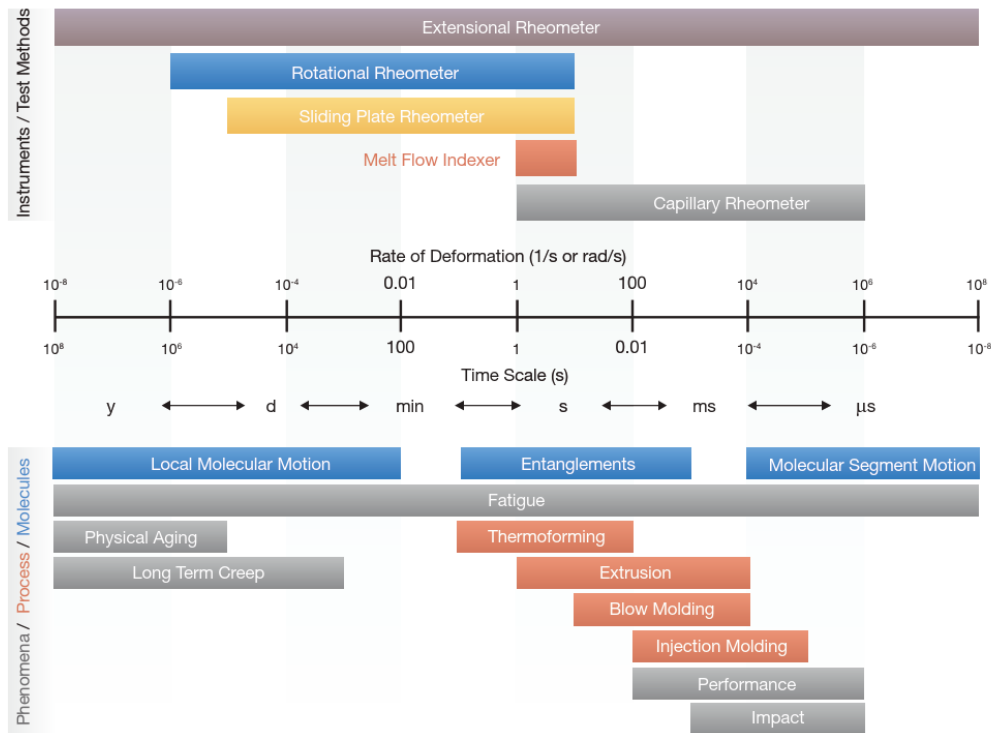 Instruments / Test Methods
Extensional Rheometer
Rotational Rheometer
Sliding Plate Rheometer
Melt Flow Indexer
Capillary Rheometer
Rate of Deformation (1/s or rad/s)
10⁻⁸ 10⁻⁶ 10⁻⁴ 0.01 1 100 10⁴ 10⁶ 10⁸
10⁸ 10⁶ 10⁴ 100 1 0.01 10⁻⁴ 10⁻⁶ 10⁻⁸
Time Scale (s)
y d min s ms μs
Phenomena / Process / Molecules
Local Molecular Motion Entanglements Molecular Segment Motion
Fatigue
Physical Aging Thermoforming
Long Term Creep Extrusion
Blow Molding
Injection Molding
Performance
Impact